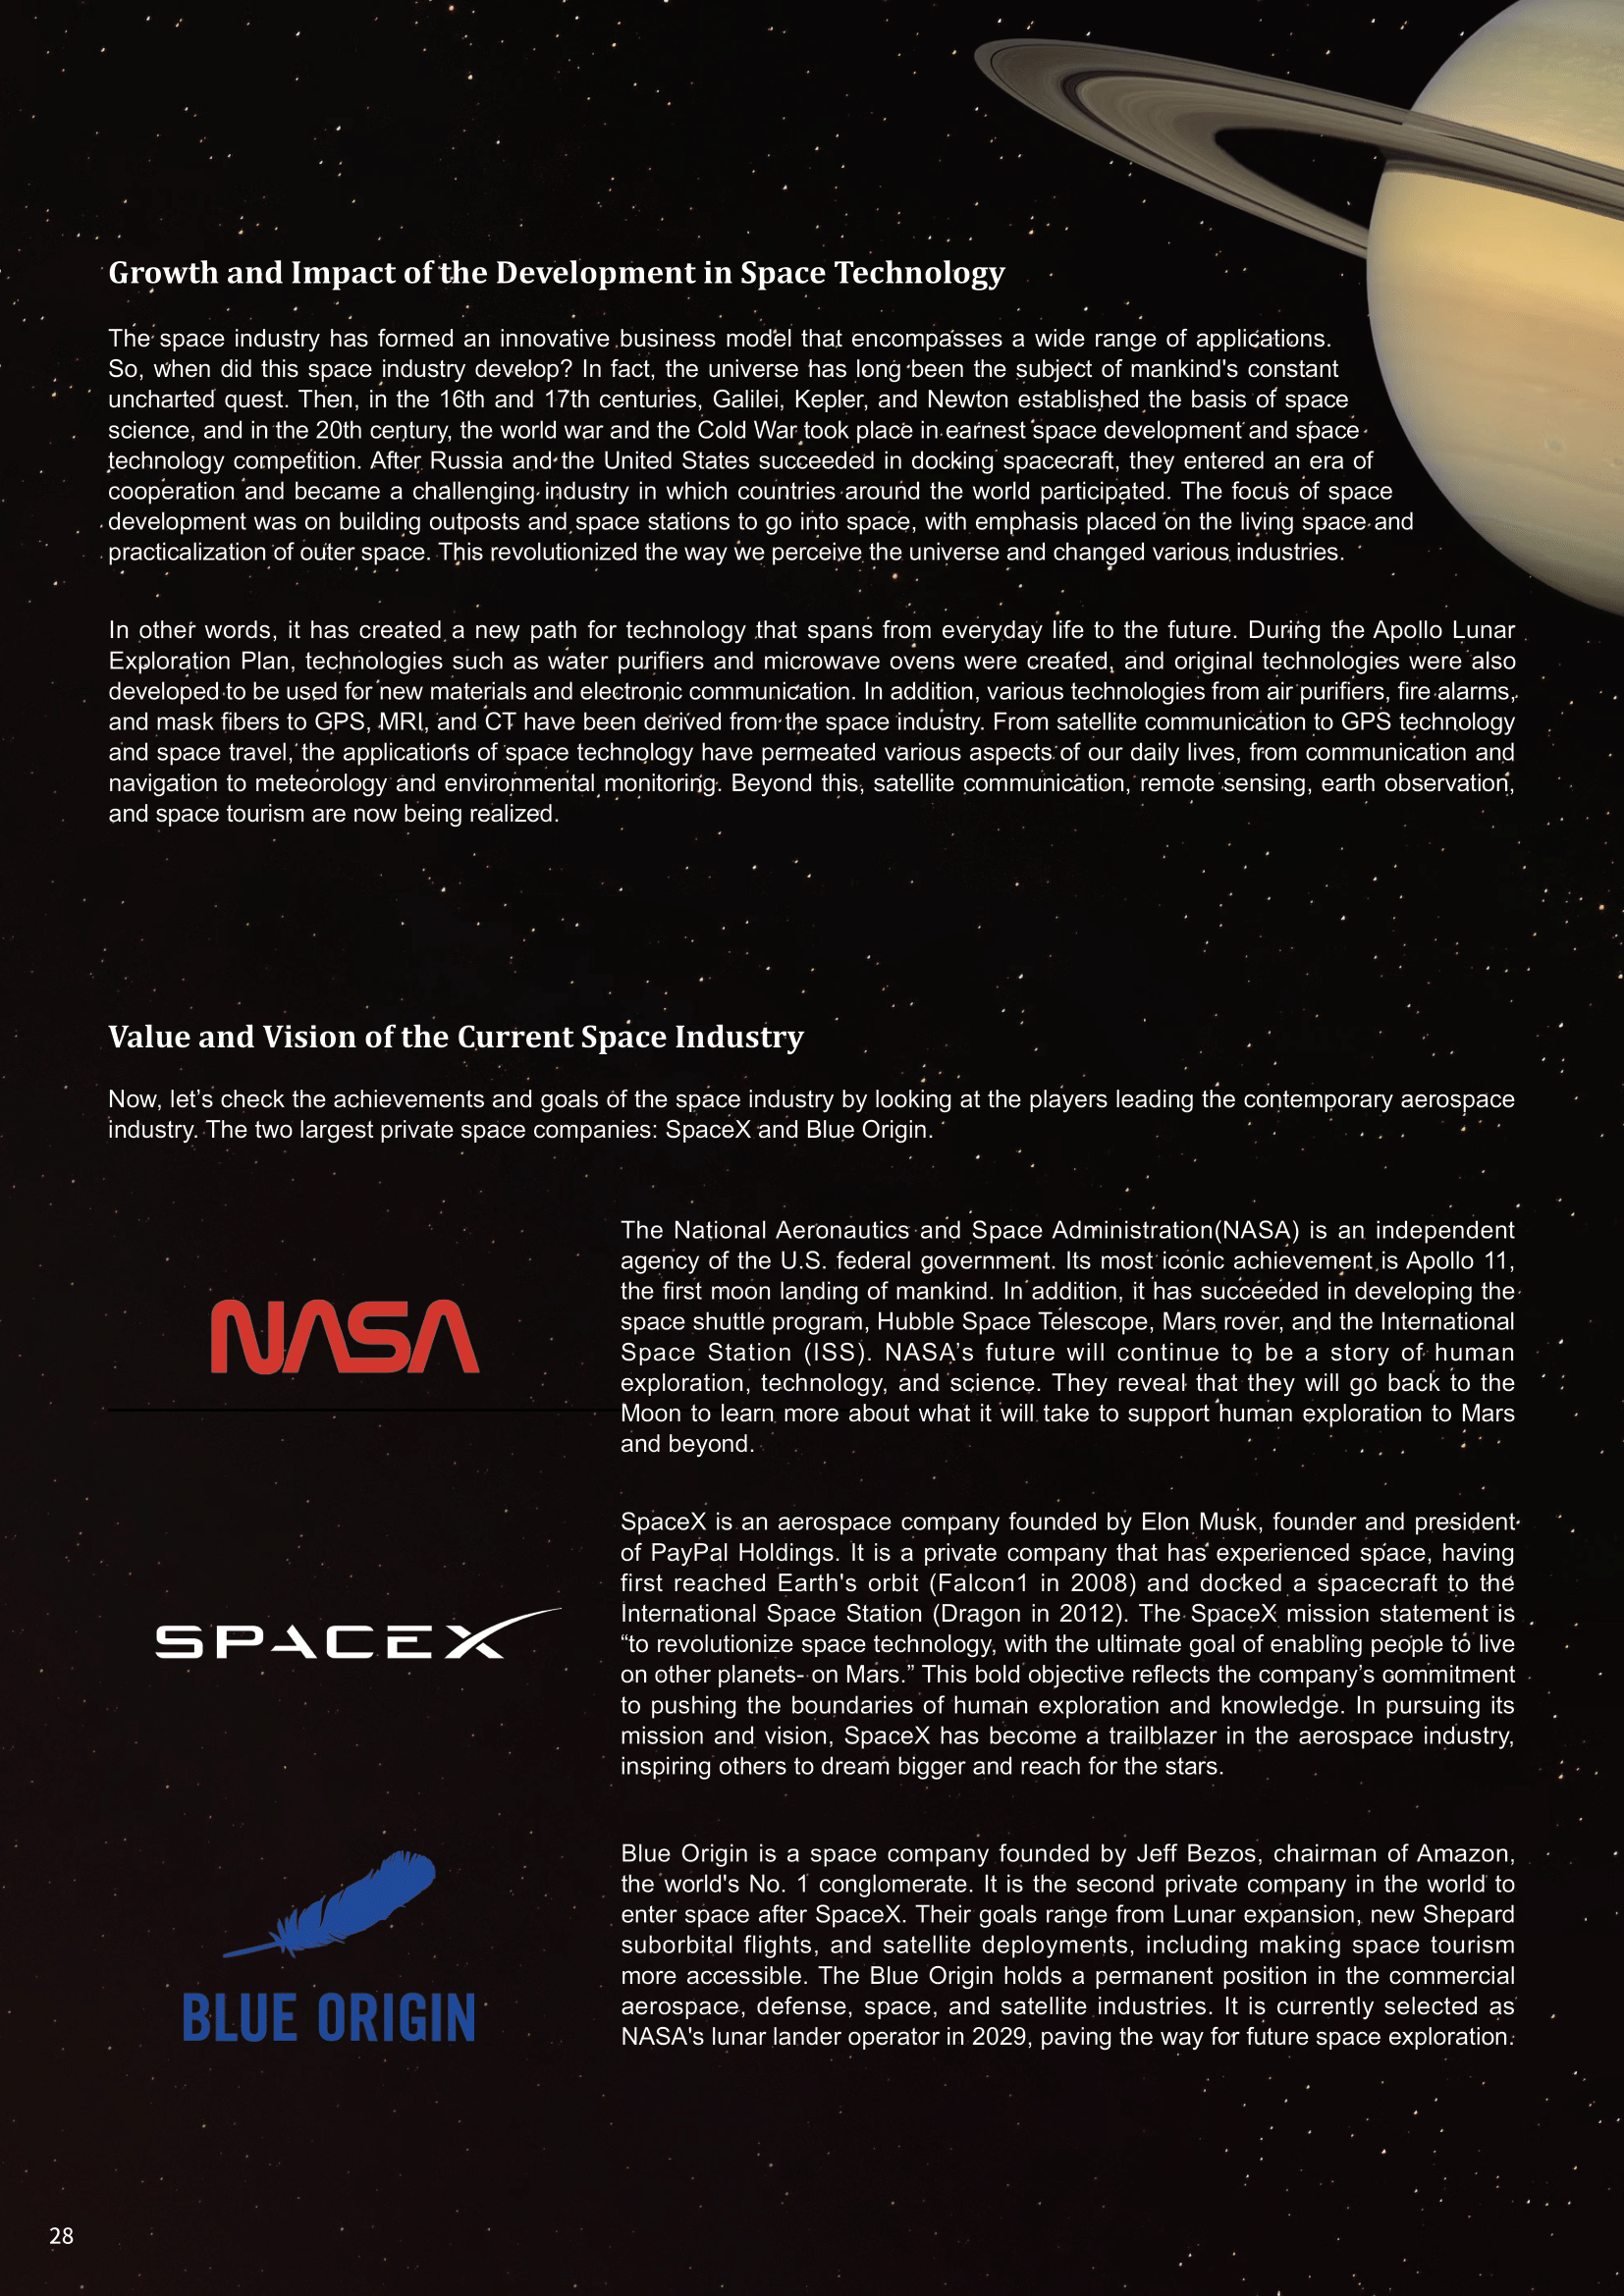 Growth and Impact of the Development in Space Technology
The space industry has formed an innovative business model that encompasses a wide range of applications.
So, when did this space industry develop? In fact, the universe has long been the subject of mankind's constant
uncharted quest. Then, in the 16th and 17th centuries, Galilei, Kepler, and Newton established the basis of space
science, and in the 20th century, the world war and the Cold War took place in earnest space development and space
technology competition. After Russia and the United States succeeded in docking spacecraft, they entered an era of
cooperation and became a challenging industry in which countries around the world participated. The focus of space
development was on building outposts and space stations to go into space, with emphasis placed on the living space and
practicalization of outer space. This revolutionized the way we perceive the universe and changed various industries.
In other words, it has created a new path for technology that spans from everyday life to the future. During the Apollo Lunar
Exploration Plan, technologies such as water purifiers and microwave ovens were created, and original technologies were also
developed to be used for new materials and electronic communication. In addition, various technologies from air purifiers, fire alarms,
and mask fibers to GPS, MRI, and CT have been derived from the space industry. From satellite communication to GPS technology
and space travel, the applications of space technology have permeated various aspects of our daily lives, from communication and
navigation to meteorology and environmental monitoring. Beyond this, satellite communication, remote sensing, earth observation,
and space tourism are now being realized.
Value and Vision of the Current Space Industry
Now, let’s check the achievements and goals of the space industry by looking at the players leading the contemporary aerospace
industry. The two largest private space companies: SpaceX and Blue Origin.
NASA
The National Aeronautics and Space Administration(NASA) is an independent
agency of the U.S. federal government. Its most iconic achievement is Apollo 11,
the first moon landing of mankind. In addition, it has succeeded in developing the
space shuttle program, Hubble Space Telescope, Mars rover, and the International
Space Station (ISS). NASA’s future will continue to be a story of human
exploration, technology, and science. They reveal that they will go back to the
Moon to learn more about what it will take to support human exploration to Mars
and beyond.
SPACEX
SpaceX is an aerospace company founded by Elon Musk, founder and president
of PayPal Holdings. It is a private company that has experienced space, having
first reached Earth's orbit (Falcon1 in 2008) and docked a spacecraft to the
International Space Station (Dragon in 2012). The SpaceX mission statement is
“to revolutionize space technology, with the ultimate goal of enabling people to live
on other planets- on Mars.” This bold objective reflects the company’s commitment
to pushing the boundaries of human exploration and knowledge. In pursuing its
mission and vision, SpaceX has become a trailblazer in the aerospace industry,
inspiring others to dream bigger and reach for the stars.
BLUE ORIGIN
Blue Origin is a space company founded by Jeff Bezos, chairman of Amazon,
the world's No. 1 conglomerate. It is the second private company in the world to
enter space after SpaceX. Their goals range from Lunar expansion, new Shepard
suborbital flights, and satellite deployments, including making space tourism
more accessible. The Blue Origin holds a permanent position in the commercial
aerospace, defense, space, and satellite industries. It is currently selected as
NASA's lunar lander operator in 2029, paving the way for future space exploration.
28